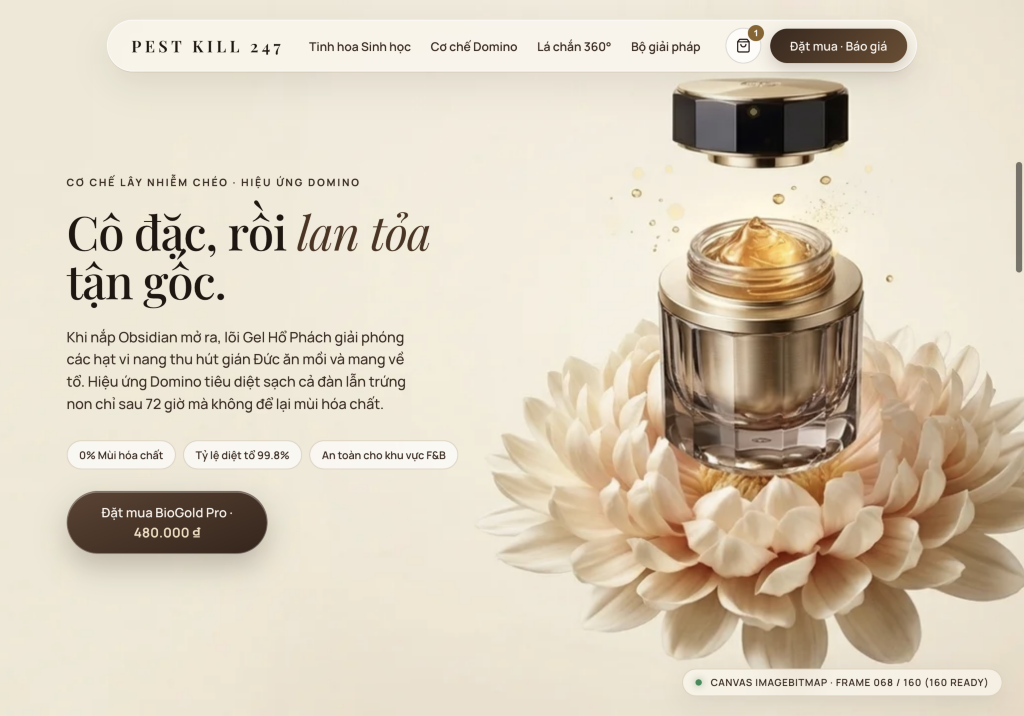 PEST KILL 247
Tinh hoa Sinh học
Cơ chế Domino
Lá chắn 360°
Bộ giải pháp
1
Đặt mua · Báo giá
CƠ CHẾ LÂY NHIỄM CHÉO · HIỆU ỨNG DOMINO
Cô đặc, rồi lan tỏa
tận gốc.
Khi nắp Obsidian mở ra, lõi Gel Hổ Phách giải phóng
các hạt vi nang thu hút gián Đức ăn mồi và mang về
tổ. Hiệu ứng Domino tiêu diệt sạch cả đàn lẫn trứng
non chỉ sau 72 giờ mà không để lại mùi hóa chất.
0% Mùi hóa chất
Tỷ lệ diệt tổ 99.8%
An toàn cho khu vực F&B
Đặt mua BioGold Pro ·
480.000 ₫
CANVAS IMAGEBITMAP · FRAME 068 / 160 (160 READY)